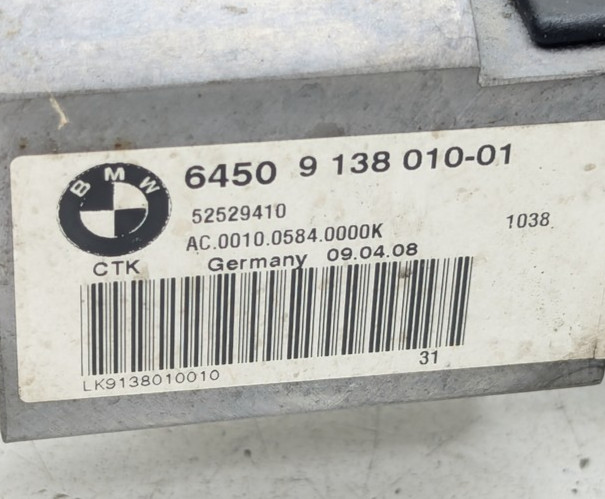 BMW
6450 9 138 010-01
52529410
AC.0010.0584.0000K
1038
CTK
Germany 09.04.08
LK9138010010
31